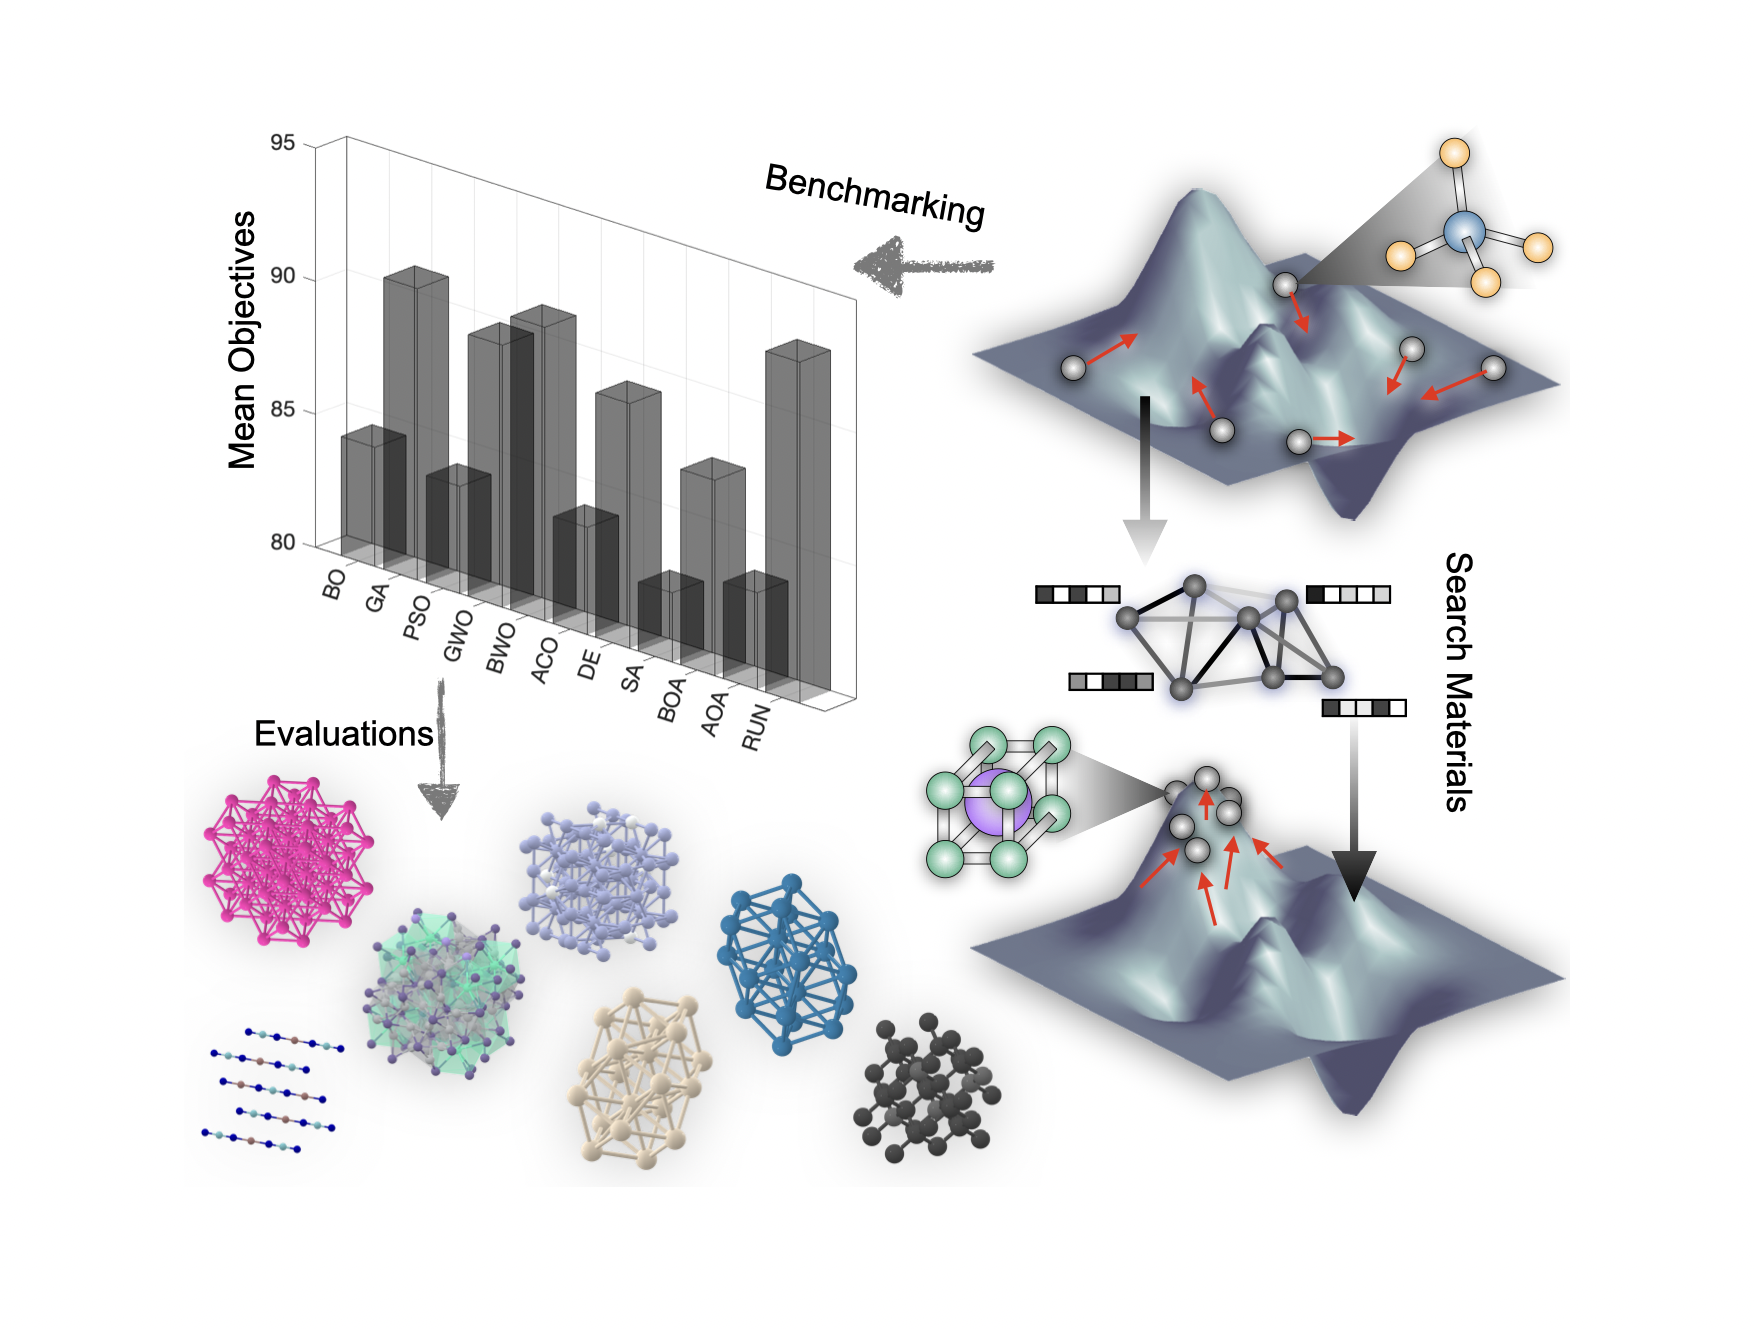 Benchmarking
Mean Objectives
95
90
85
80
BO
GA
PSO
GWO
BWO
ACO
DE
SA
BOA
AOA
RUN
Search Materials
Evaluations